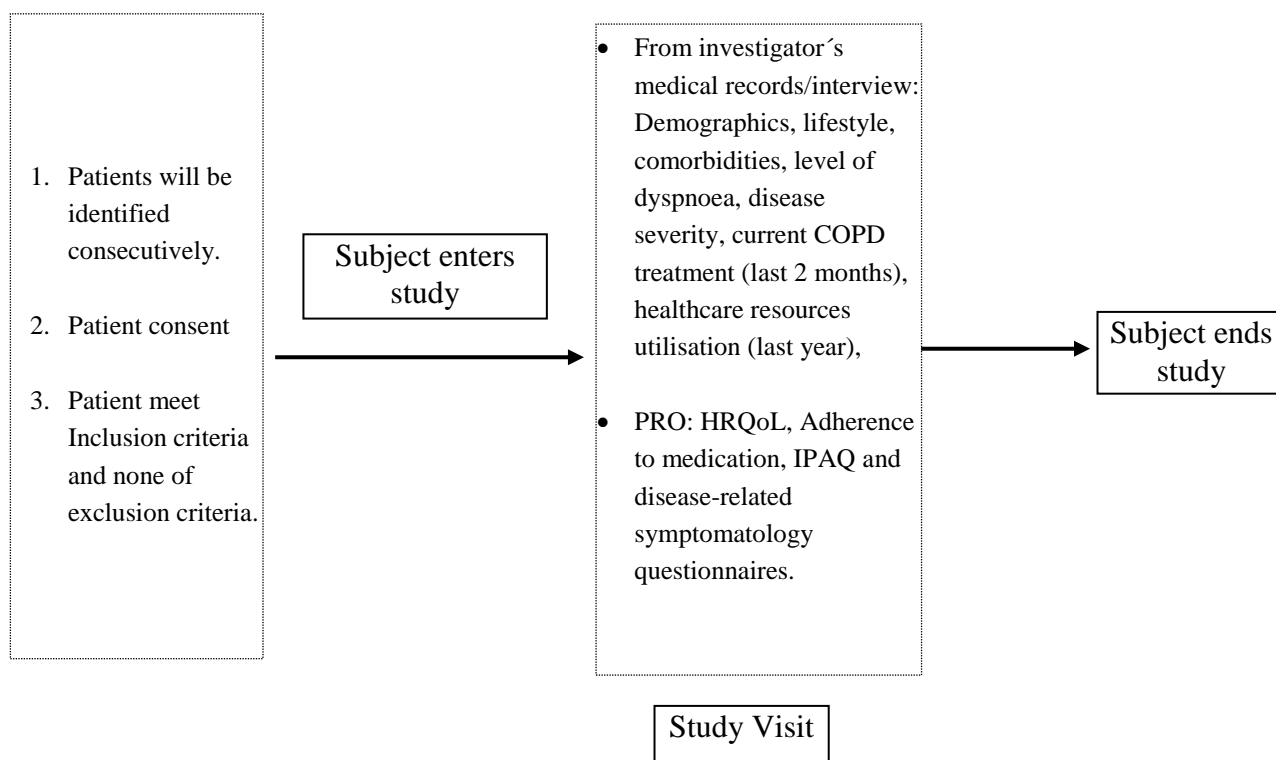 1. Patients will be
identified
consecutively.
2. Patient consent
3. Patient meet
Inclusion criteria
and none of
exclusion criteria.
Subject enters
study
• From investigator´s
medical records/interview:
Demographics, lifestyle,
comorbidities, level of
dyspnoea, disease
severity, current COPD
treatment (last 2 months),
healthcare resources
utilisation (last year),
• PRO: HRQoL, Adherence
to medication, IPAQ and
disease-related
symptomatology
questionnaires.
Subject ends
study
Study Visit